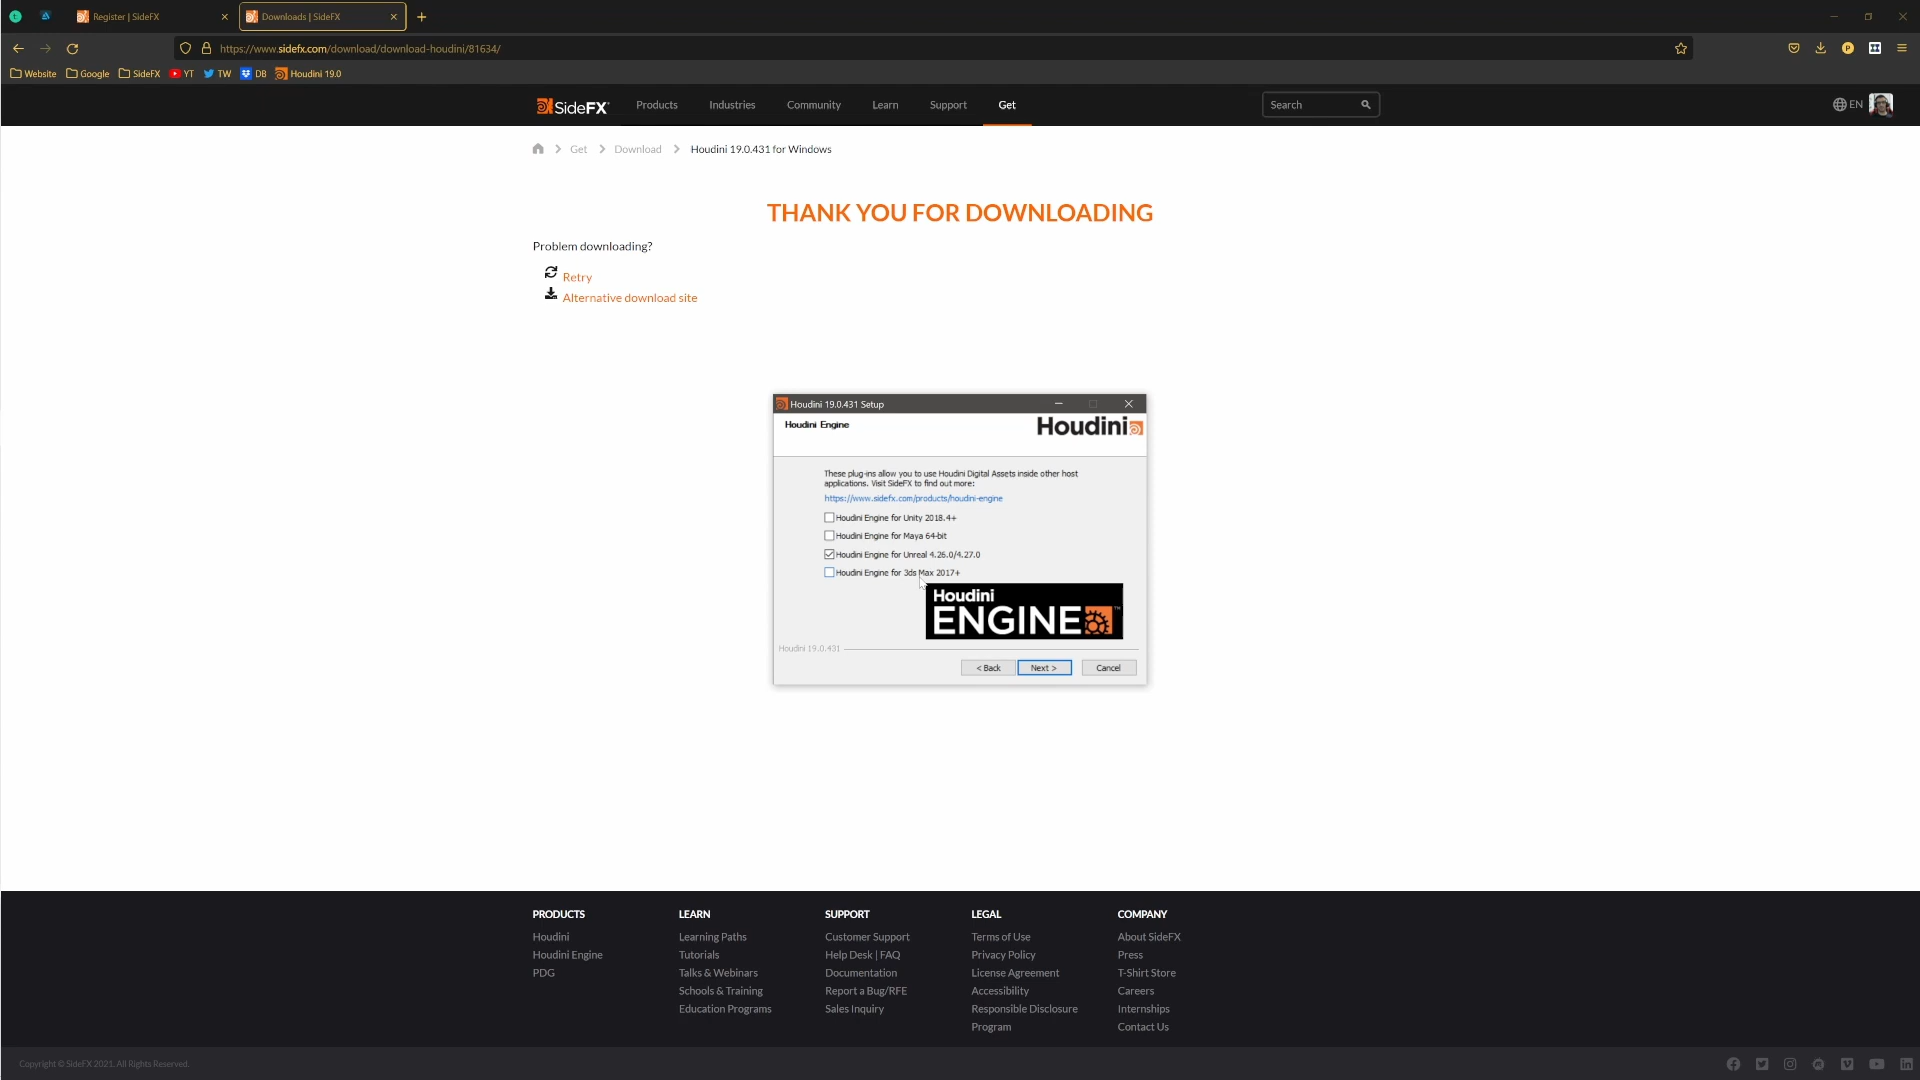 Register | SideFX
Downloads | SideFX
https://www.sidefx.com/download/download-houdini/81634/
Website
Google
SideFX
YT
TW
DB
Houdini 19.0
SideFX
Products
Industries
Community
Learn
Support
Get
Search
EN
Get
Download
Houdini 19.0.431 for Windows
THANK YOU FOR DOWNLOADING
Problem downloading?
Retry
Alternative download site
Houdini 19.0.431 Setup
Houdini Engine
Houdini
These plug-ins allow you to use Houdini Digital Assets inside other host
applications. Visit SideFX to find out more:
https://www.sidefx.com/products/houdini-engine
Houdini Engine for Unity 2018.4+
Houdini Engine for Maya 64-bit
Houdini Engine for Unreal 4.26.0/4.27.0
Houdini Engine for 3ds Max 2017+
Houdini
ENGINE™
Houdini 19.0.431
< Back
Next >
Cancel
PRODUCTS
Houdini
Houdini Engine
PDG
LEARN
Learning Paths
Tutorials
Talks & Webinars
Schools & Training
Education Programs
SUPPORT
Customer Support
Help Desk | FAQ
Documentation
Report a Bug/RFE
Sales Inquiry
LEGAL
Terms of Use
Privacy Policy
License Agreement
Accessibility
Responsible Disclosure
Program
COMPANY
About SideFX
Press
T-Shirt Store
Careers
Internships
Contact Us
Copyright © SideFX 2021. All Rights Reserved.